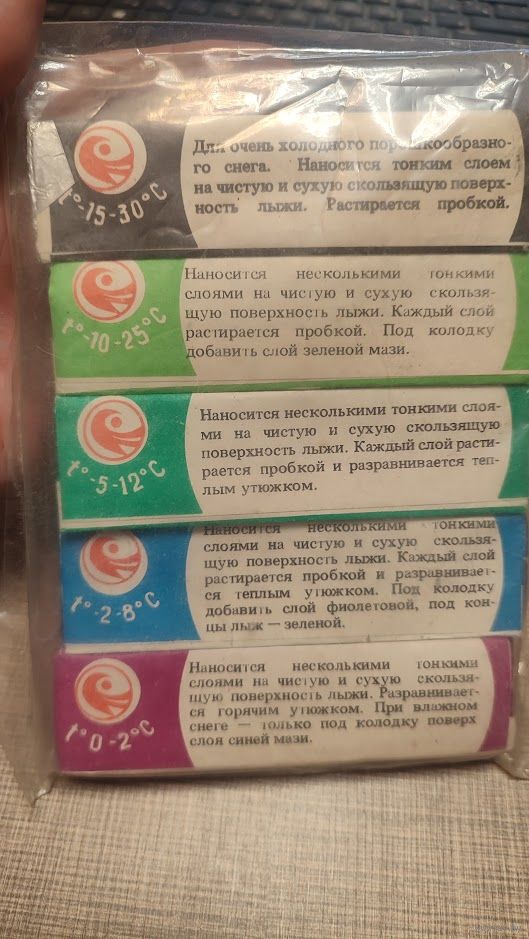 Для очень холодного порошкообразно-
го снега. Наносится тонким слоем
на чистую и сухую скользящую поверх-
ность лыжи. Растирается пробкой.
t°-15-30°C
Наносится несколькими тонкими
слоями на чистую и сухую скользя-
щую поверхность лыжи. Каждый слой
растирается пробкой. Под колодку
добавить слой зеленой мази.
t°-10-25°C
Наносится несколькими тонкими слоя-
ми на чистую и сухую скользящую
поверхность лыжи. Каждый слой расти-
рается пробкой и разравнивается теп-
лым утюжком.
t°-5-12°C
Наносится несколькими тонкими
слоями на чистую и сухую скользя-
щую поверхность лыжи. Каждый слой
растирается пробкой и разравнивает-
ся теплым утюжком. Под колодку
добавить слой фиолетовой, под кон-
цы лыж — зеленой.
t°-2-8°C
Наносится несколькими тонкими
слоями на чистую и сухую скользя-
щую поверхность лыжи. Разравнивает-
ся горячим утюжком. При влажном
снеге — только под колодку поверх
слоя синей мази.
t°0-2°C